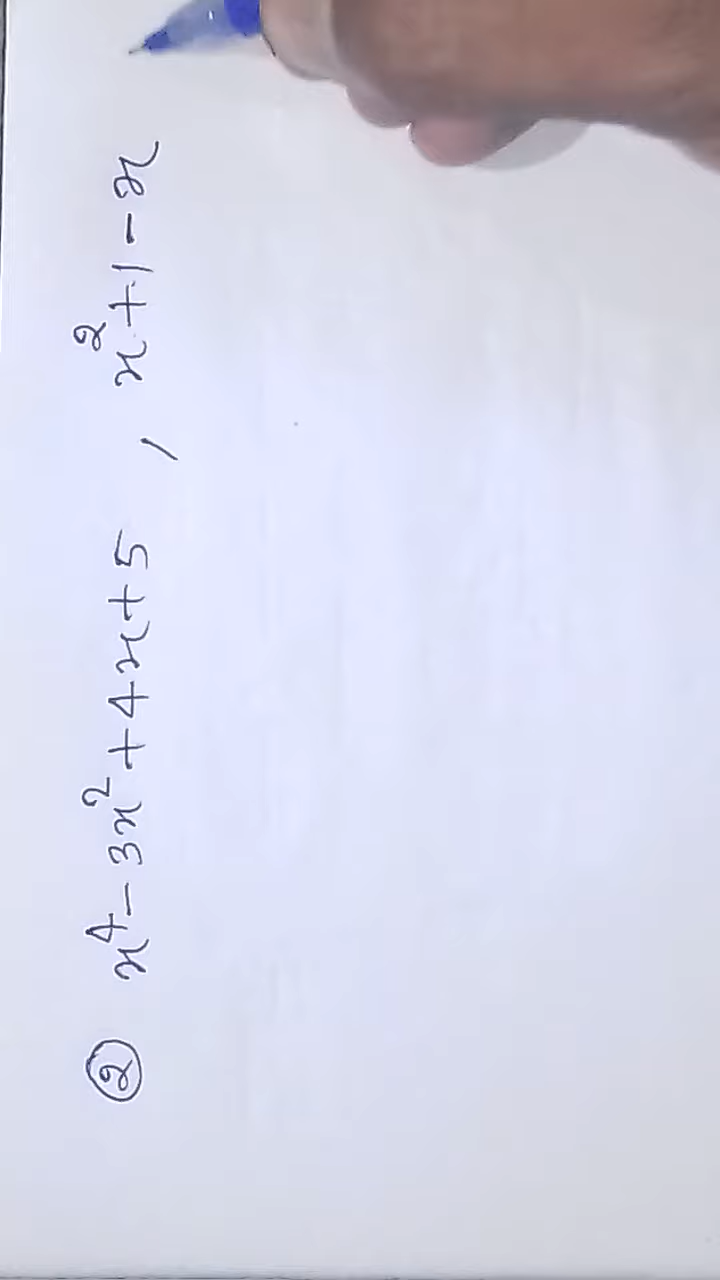 ② x⁴ - 3x² + 4x + 5 , x² + 1 - x